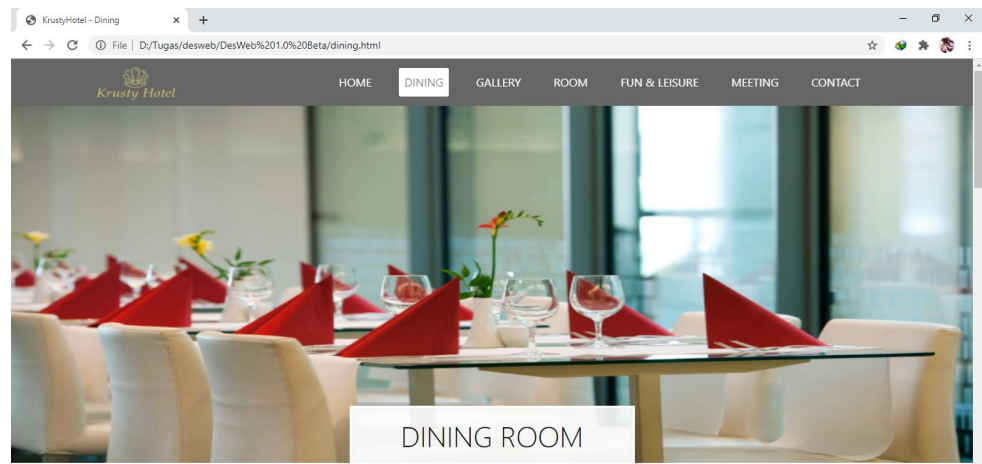 KrustyHotel - Dining
File | D:/Tugas/desweb/DesWeb%201.0%20Beta/dining.html
Krusty Hotel
HOME DINING GALLERY ROOM FUN & LEISURE MEETING CONTACT
DINING ROOM